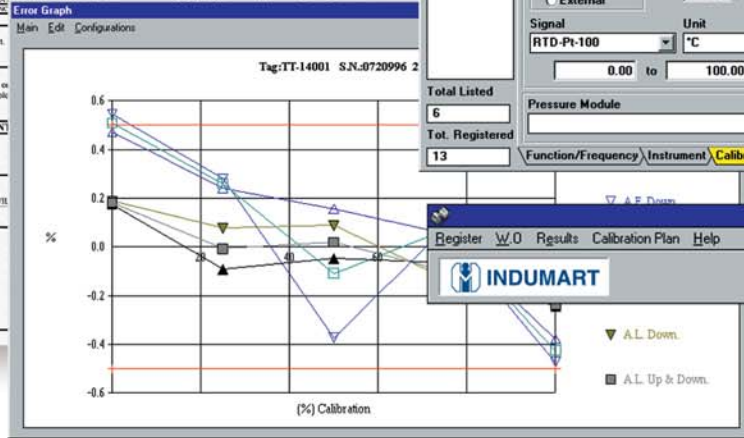 Error Graph
Main Edit Configurations
Tag:TT-14001 S.N.:0720996 2
0.6
0.4
0.2
0.0
-0.2
-0.4
-0.6
%
20
40
60
(%) Calibration
External
Signal
Unit
RTD-Pt-100
°C
0.00 to 100.00
Total Listed
6
Tot. Registered
13
Pressure Module
Function/Frequency
Instrument
Calib
A.F. Down.
Register W.O Results Calibration Plan Help
INDUMART
A.L. Down.
A.L. Up & Down.